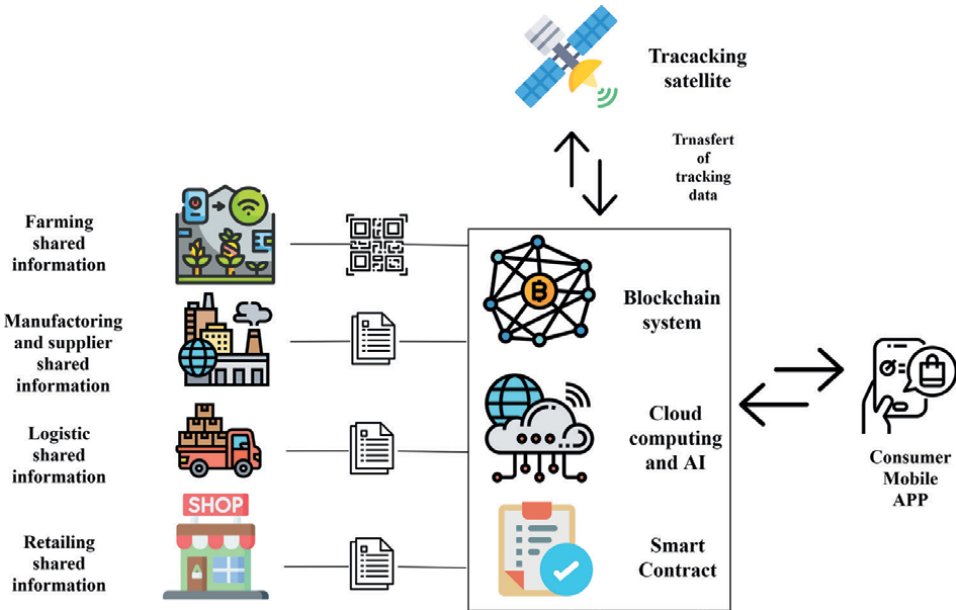 Tracacking
satellite
Trnasfert
of
tracking
data
Farming
shared
information
Manufactoring
and supplier
shared
information
Logistic
shared
information
SHOP
Retailing
shared
information
Blockchain
system
Cloud
computing
and AI
Smart
Contract
Consumer
Mobile
APP